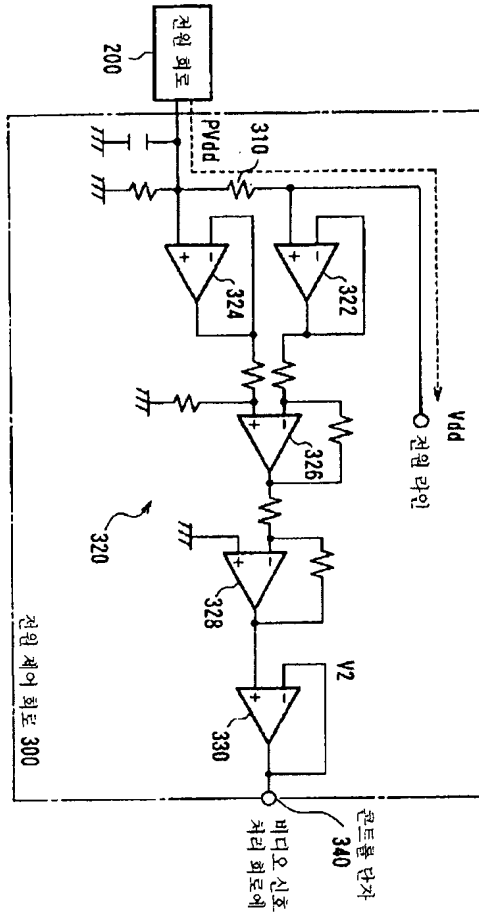 전원 회로
200
PVdd
310
324
322
Vdd
전원 라인
326
320
328
V2
330
전원 제어 회로 300
340
콘트롤 단자
비디오 신호
처리 회로에
+
-
+
-
+
-
+
-
+
-